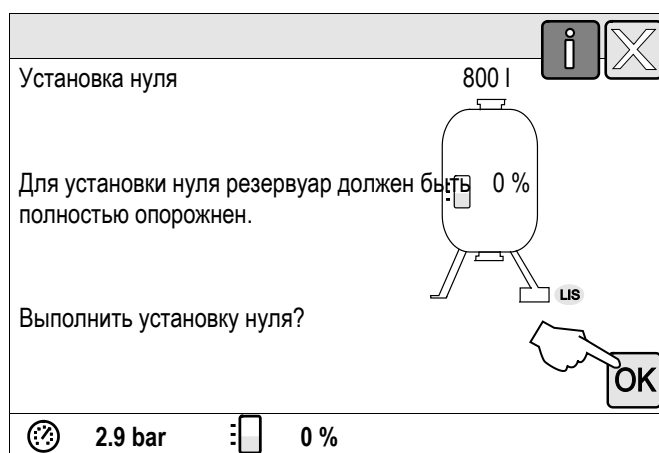 i
Установка нуля 800 l
Для установки нуля резервуар должен быть 0 %
полностью опорожнен.
LIS
Выполнить установку нуля?
OK
2.9 bar 0 %